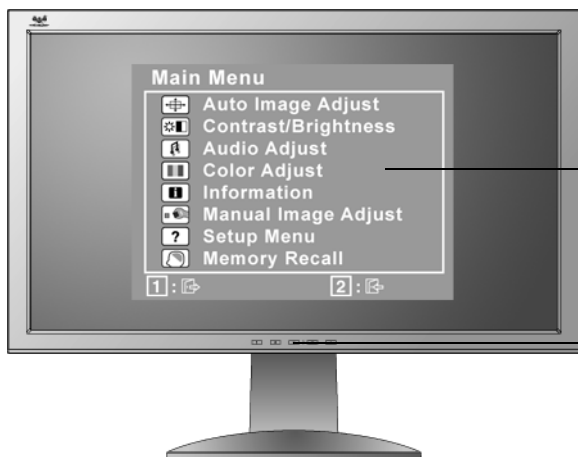 Main Menu
Auto Image Adjust
Contrast/Brightness
Audio Adjust
Color Adjust
Information
Manual Image Adjust
Setup Menu
Memory Recall
1 : 2 :